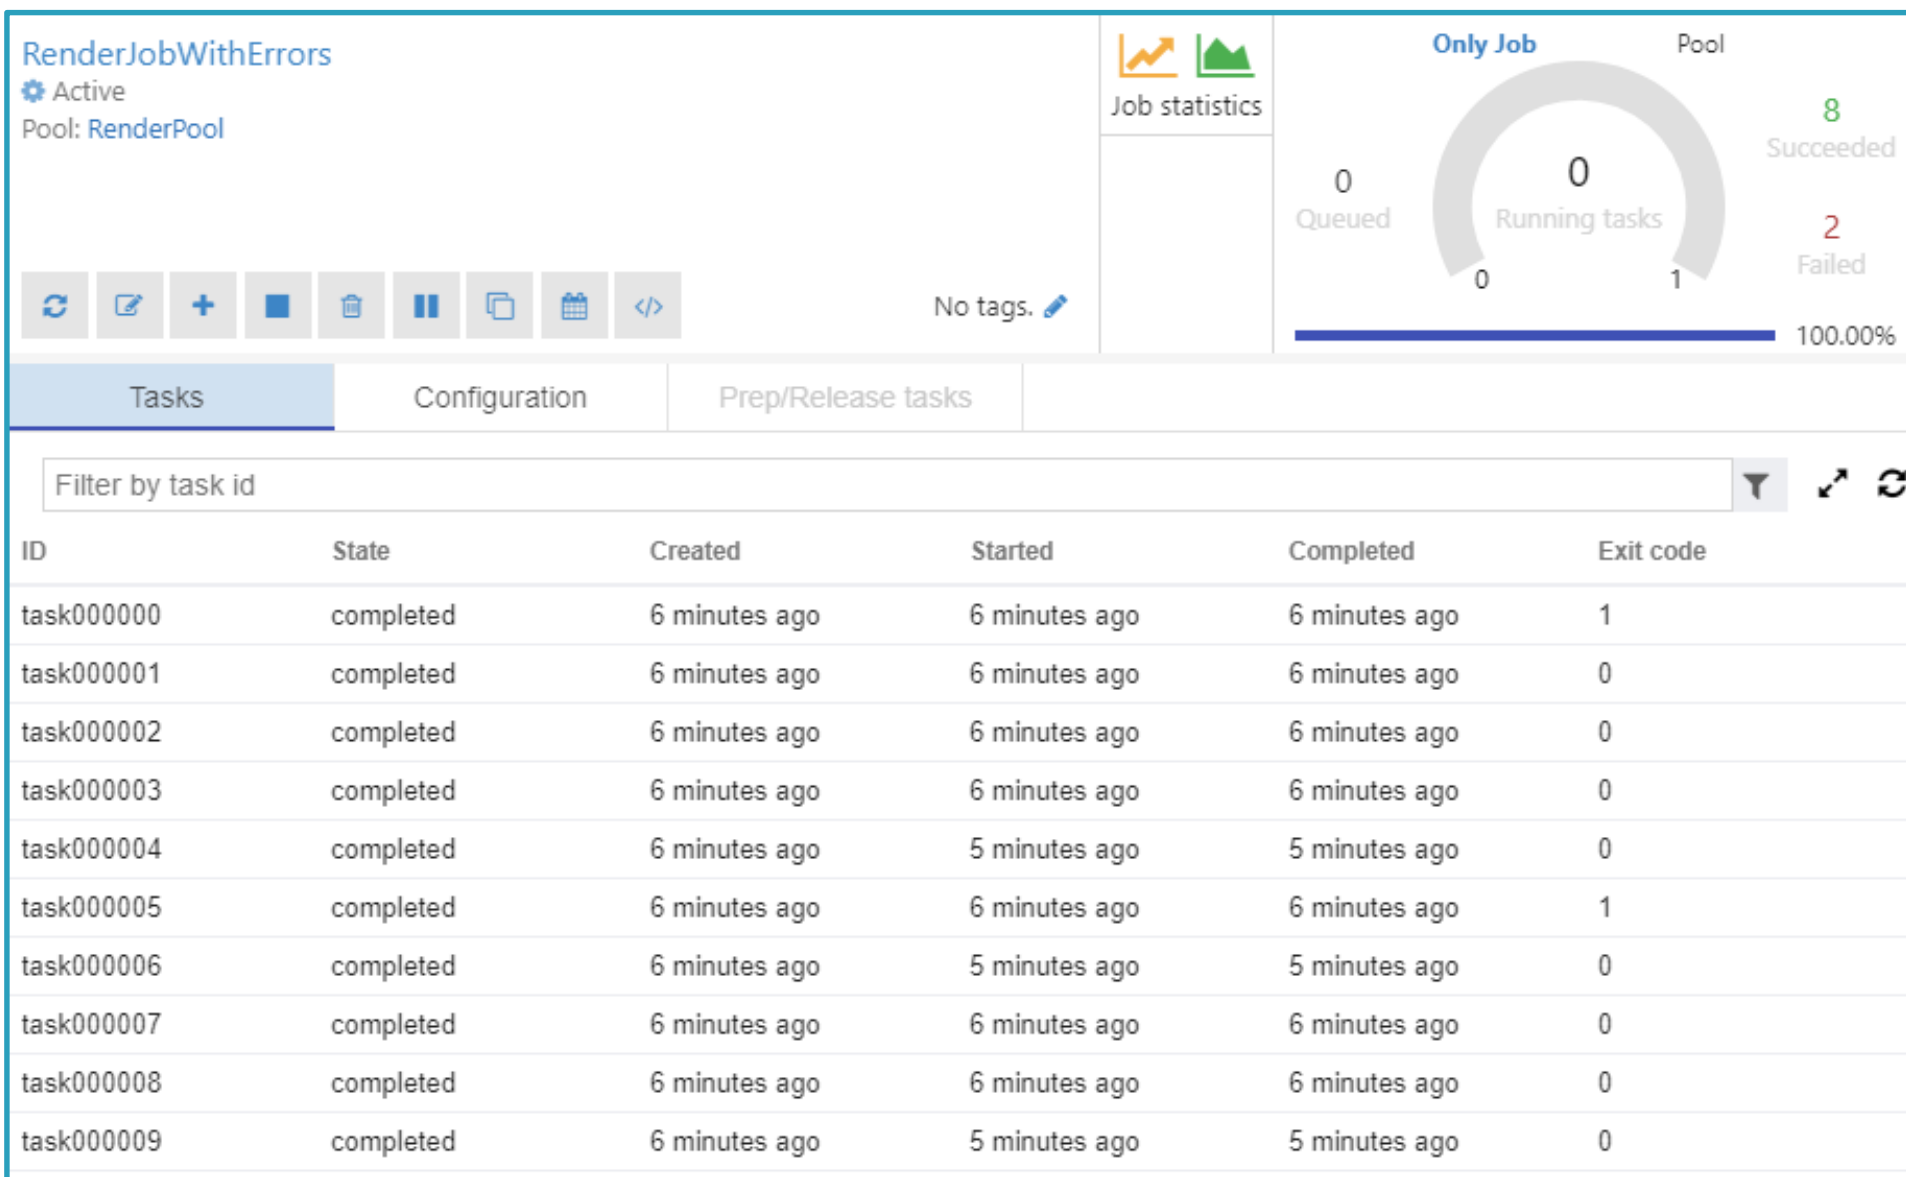 RenderJobWithErrors
Active
Pool: RenderPool
No tags.
Job statistics
Only Job Pool
8
Succeeded
0
Queued
0
Running tasks
2
Failed
0 1
100.00%
Tasks Configuration Prep/Release tasks
Filter by task id
ID State Created Started Completed Exit code
task000000 completed 6 minutes ago 6 minutes ago 6 minutes ago 1
task000001 completed 6 minutes ago 6 minutes ago 6 minutes ago 0
task000002 completed 6 minutes ago 6 minutes ago 6 minutes ago 0
task000003 completed 6 minutes ago 6 minutes ago 6 minutes ago 0
task000004 completed 6 minutes ago 5 minutes ago 5 minutes ago 0
task000005 completed 6 minutes ago 6 minutes ago 6 minutes ago 1
task000006 completed 6 minutes ago 5 minutes ago 5 minutes ago 0
task000007 completed 6 minutes ago 6 minutes ago 6 minutes ago 0
task000008 completed 6 minutes ago 6 minutes ago 6 minutes ago 0
task000009 completed 6 minutes ago 5 minutes ago 5 minutes ago 0